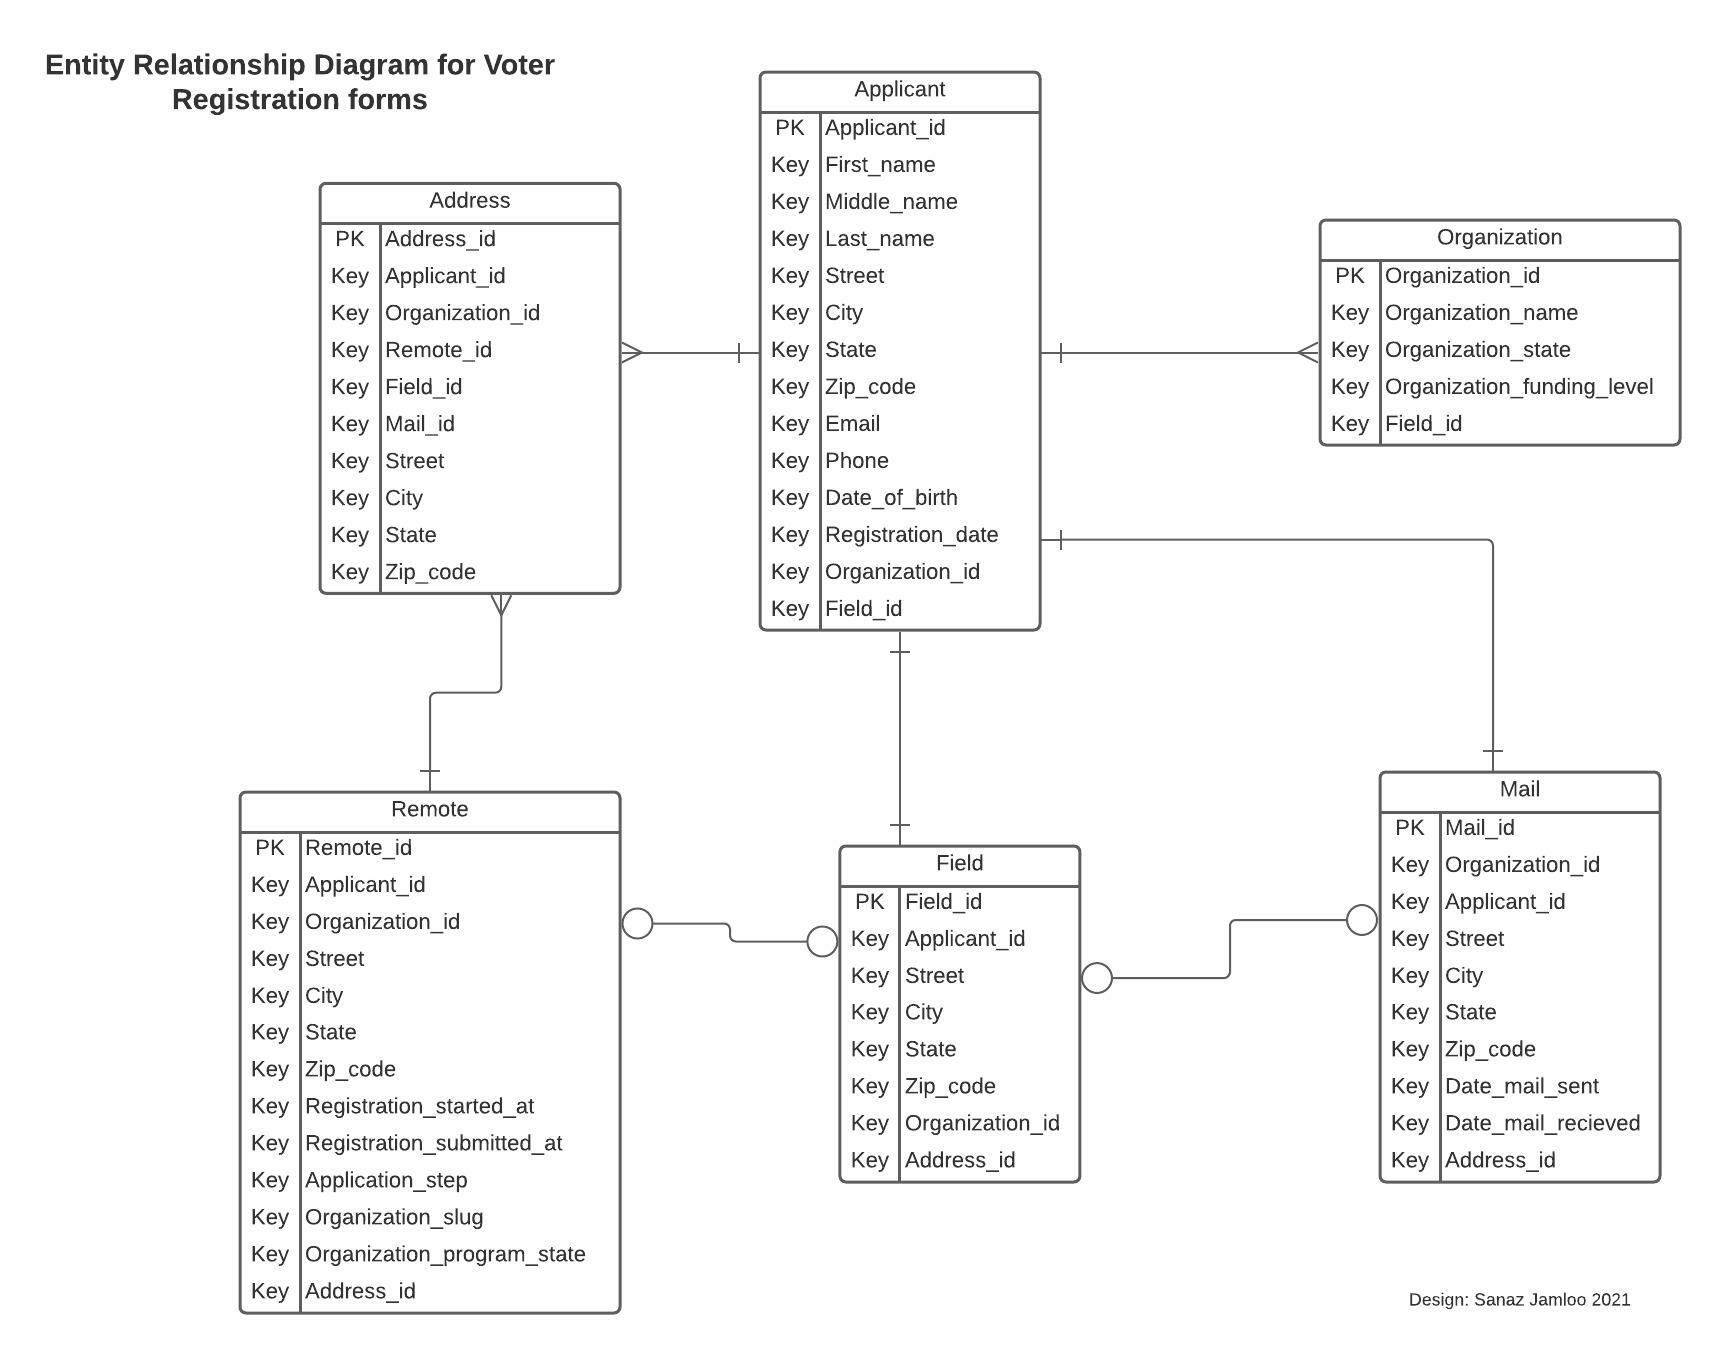 Entity Relationship Diagram for Voter
Registration forms
Applicant
PK Applicant_id
Key First_name
Key Middle_name
Key Last_name
Key Street
Key City
Key State
Key Zip_code
Key Email
Key Phone
Key Date_of_birth
Key Registration_date
Key Organization_id
Key Field_id
Address
PK Address_id
Key Applicant_id
Key Organization_id
Key Remote_id
Key Field_id
Key Mail_id
Key Street
Key City
Key State
Key Zip_code
Organization
PK Organization_id
Key Organization_name
Key Organization_state
Key Organization_funding_level
Key Field_id
Remote
PK Remote_id
Key Applicant_id
Key Organization_id
Key Street
Key City
Key State
Key Zip_code
Key Registration_started_at
Key Registration_submitted_at
Key Application_step
Key Organization_slug
Key Organization_program_state
Key Address_id
Field
PK Field_id
Key Applicant_id
Key Street
Key City
Key State
Key Zip_code
Key Organization_id
Key Address_id
Mail
PK Mail_id
Key Organization_id
Key Applicant_id
Key Street
Key City
Key State
Key Zip_code
Key Date_mail_sent
Key Date_mail_recieved
Key Address_id
Design: Sanaz Jamloo 2021